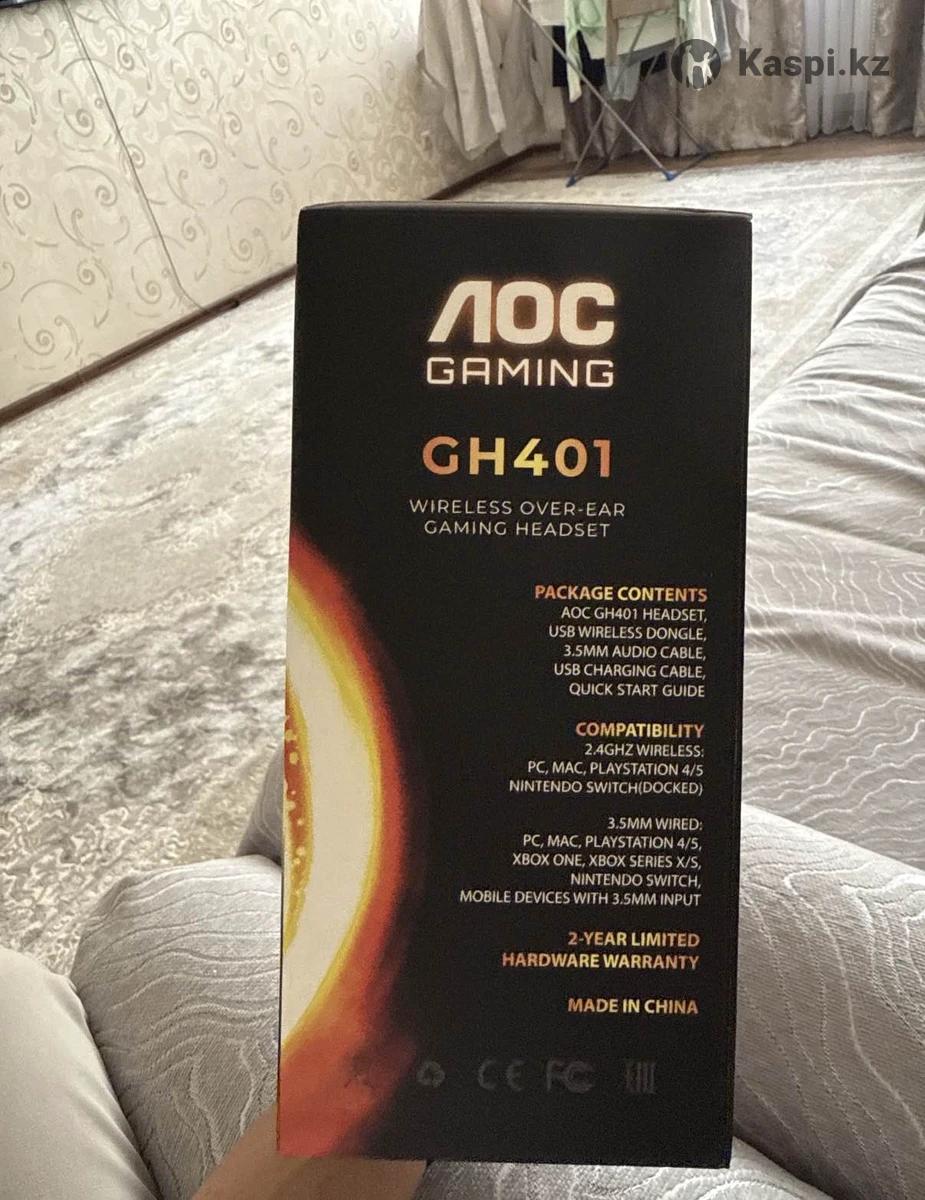 Kaspi.kz
AOC
GAMING
GH401
WIRELESS OVER-EAR
GAMING HEADSET
PACKAGE CONTENTS
AOC GH401 HEADSET,
USB WIRELESS DONGLE,
3.5MM AUDIO CABLE,
USB CHARGING CABLE,
QUICK START GUIDE
COMPATIBILITY
2.4GHZ WIRELESS:
PC, MAC, PLAYSTATION 4/5
NINTENDO SWITCH(DOCKED)
3.5MM WIRED:
PC, MAC, PLAYSTATION 4/5,
XBOX ONE, XBOX SERIES X/S,
NINTENDO SWITCH,
MOBILE DEVICES WITH 3.5MM INPUT
2-YEAR LIMITED
HARDWARE WARRANTY
MADE IN CHINA
CE FC EAC